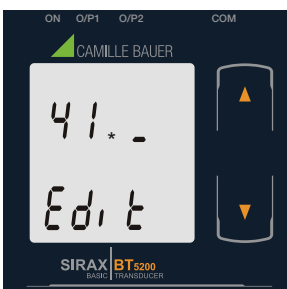 ON O/P1 O/P2 COM
CAMILLE BAUER
41.* _
Edit
SIRAX BT5200
BASIC TRANSDUCER